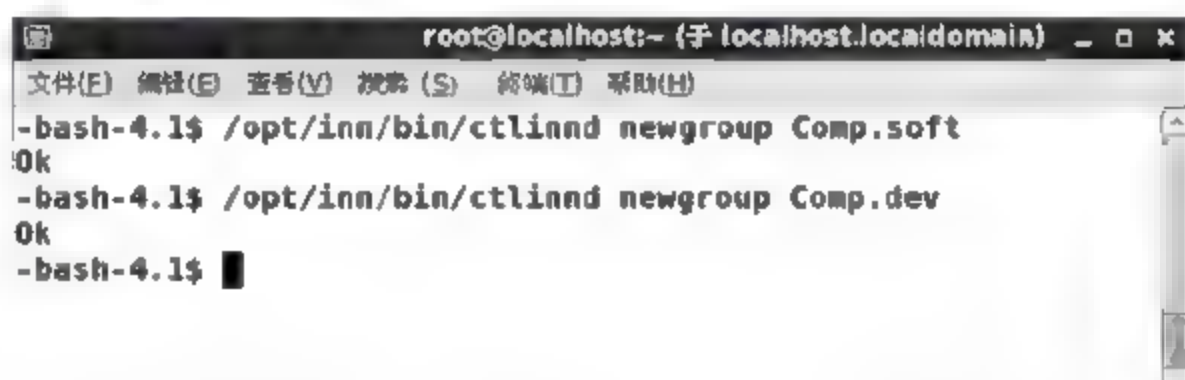 root@localhost:~ (于 localhost.localdomain)
文件(F) 编辑(E) 查看(V) 搜索 (S) 终端(T) 帮助(H)
-bash-4.1$ /opt/inn/bin/ctlinnd newgroup Comp.soft
Ok
-bash-4.1$ /opt/inn/bin/ctlinnd newgroup Comp.dev
Ok
-bash-4.1$